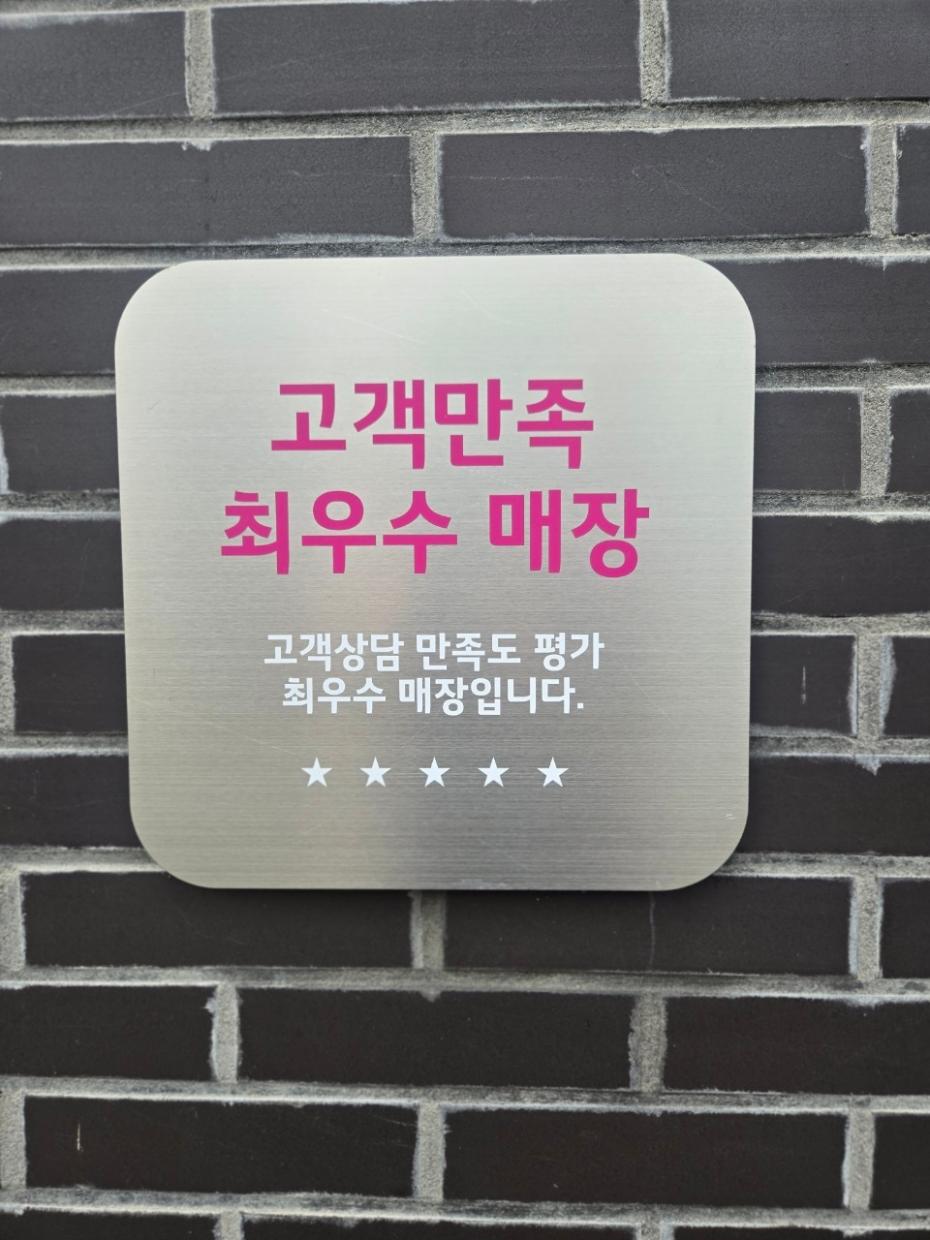 고객만족
최우수 매장
고객상담 만족도 평가
최우수 매장입니다.
★ ★ ★ ★ ★